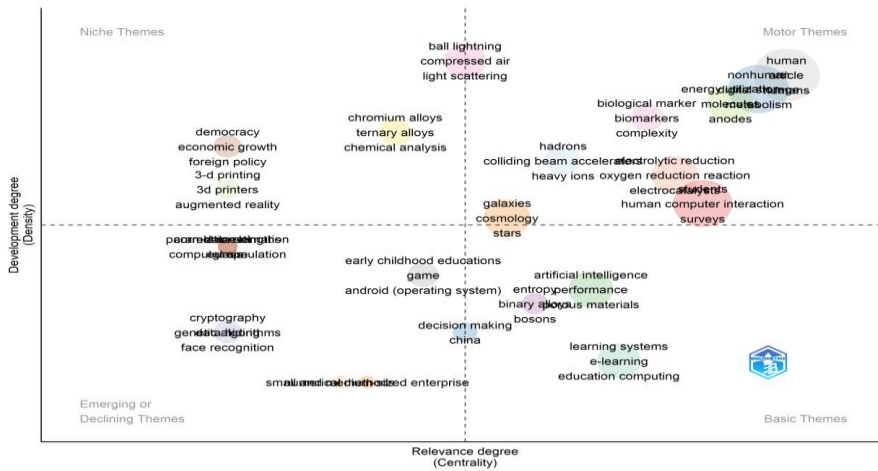 Niche Themes
Motor Themes
ball lightning
compressed air
light scattering
human
article
humans
nonhuman
metabolism
molecules
anodes
biological marker
biomarkers
complexity
chromium alloys
ternary alloys
chemical analysis
democracy
economic growth
foreign policy
3-d printing
3d printers
augmented reality
hadrons
colliding beam accelerators
heavy ions
electrolytic reduction
oxygen reduction reaction
electrocatalysts
students
human computer interaction
surveys
galaxies
cosmology
stars
early childhood educations
game
android (operating system)
artificial intelligence
performance
porous materials
entropy
binary alloys
bosons
cryptography
face recognition
decision making
china
learning systems
e-learning
education computing
small and medium-sized enterprise
Emerging or
Declining Themes
Basic Themes
Relevance degree
(Centrality)
Development degree
(Density)